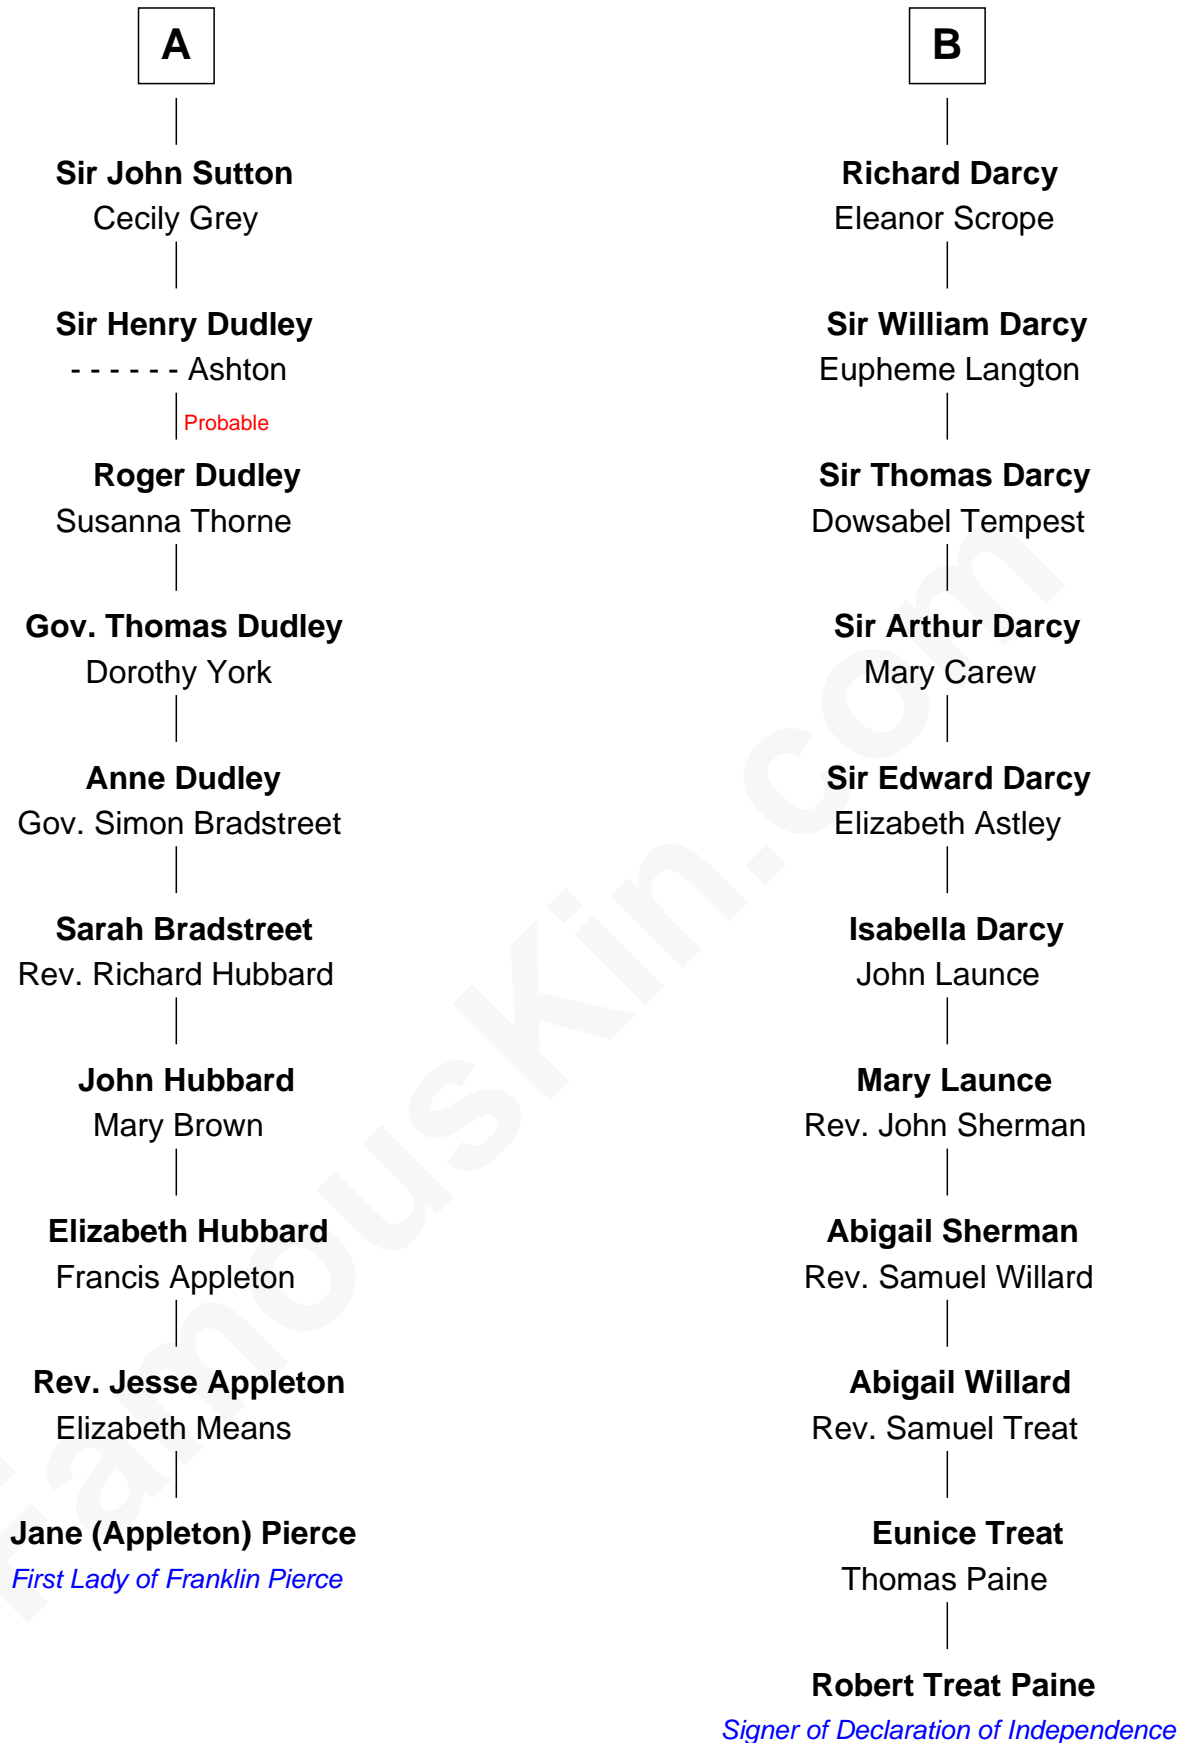 A
Sir John Sutton
Cecily Grey
Sir Henry Dudley
- - - - - - Ashton
Probable
Roger Dudley
Susanna Thorne
Gov. Thomas Dudley
Dorothy York
Anne Dudley
Gov. Simon Bradstreet
Sarah Bradstreet
Rev. Richard Hubbard
John Hubbard
Mary Brown
Elizabeth Hubbard
Francis Appleton
Rev. Jesse Appleton
Elizabeth Means
Jane (Appleton) Pierce
First Lady of Franklin Pierce
B
Richard Darcy
Eleanor Scrope
Sir William Darcy
Eupheme Langton
Sir Thomas Darcy
Dowsabel Tempest
Sir Arthur Darcy
Mary Carew
Sir Edward Darcy
Elizabeth Astley
Isabella Darcy
John Launce
Mary Launce
Rev. John Sherman
Abigail Sherman
Rev. Samuel Willard
Abigail Willard
Rev. Samuel Treat
Eunice Treat
Thomas Paine
Robert Treat Paine
Signer of Declaration of Independence
FamousKin.com